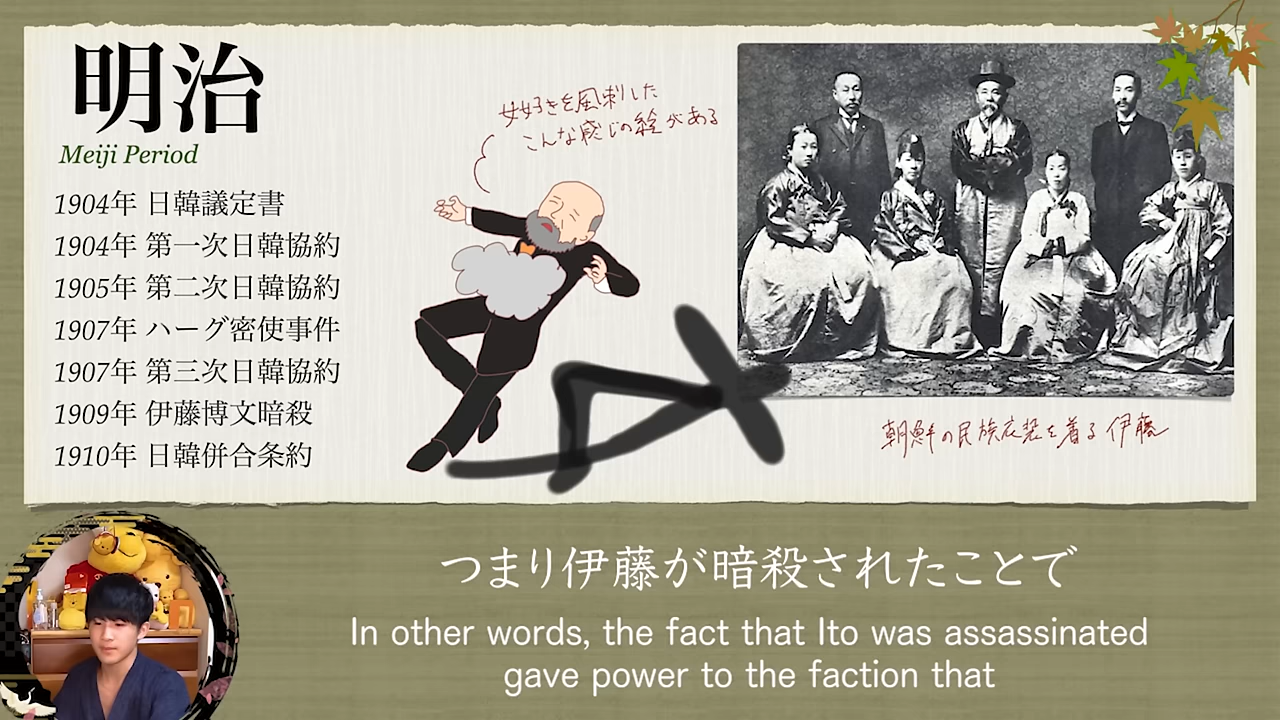 明治
Meiji Period
1904年 日韓議定書
1904年 第一次日韓協約
1905年 第二次日韓協約
1907年 ハーグ密使事件
1907年 第三次日韓協約
1909年 伊藤博文暗殺
1910年 日韓併合条約
女好きを風刺した
こんな感じの絵がある
朝鮮の民族衣装を着る伊藤
つまり伊藤が暗殺されたことで
In other words, the fact that Ito was assassinated
gave power to the faction that